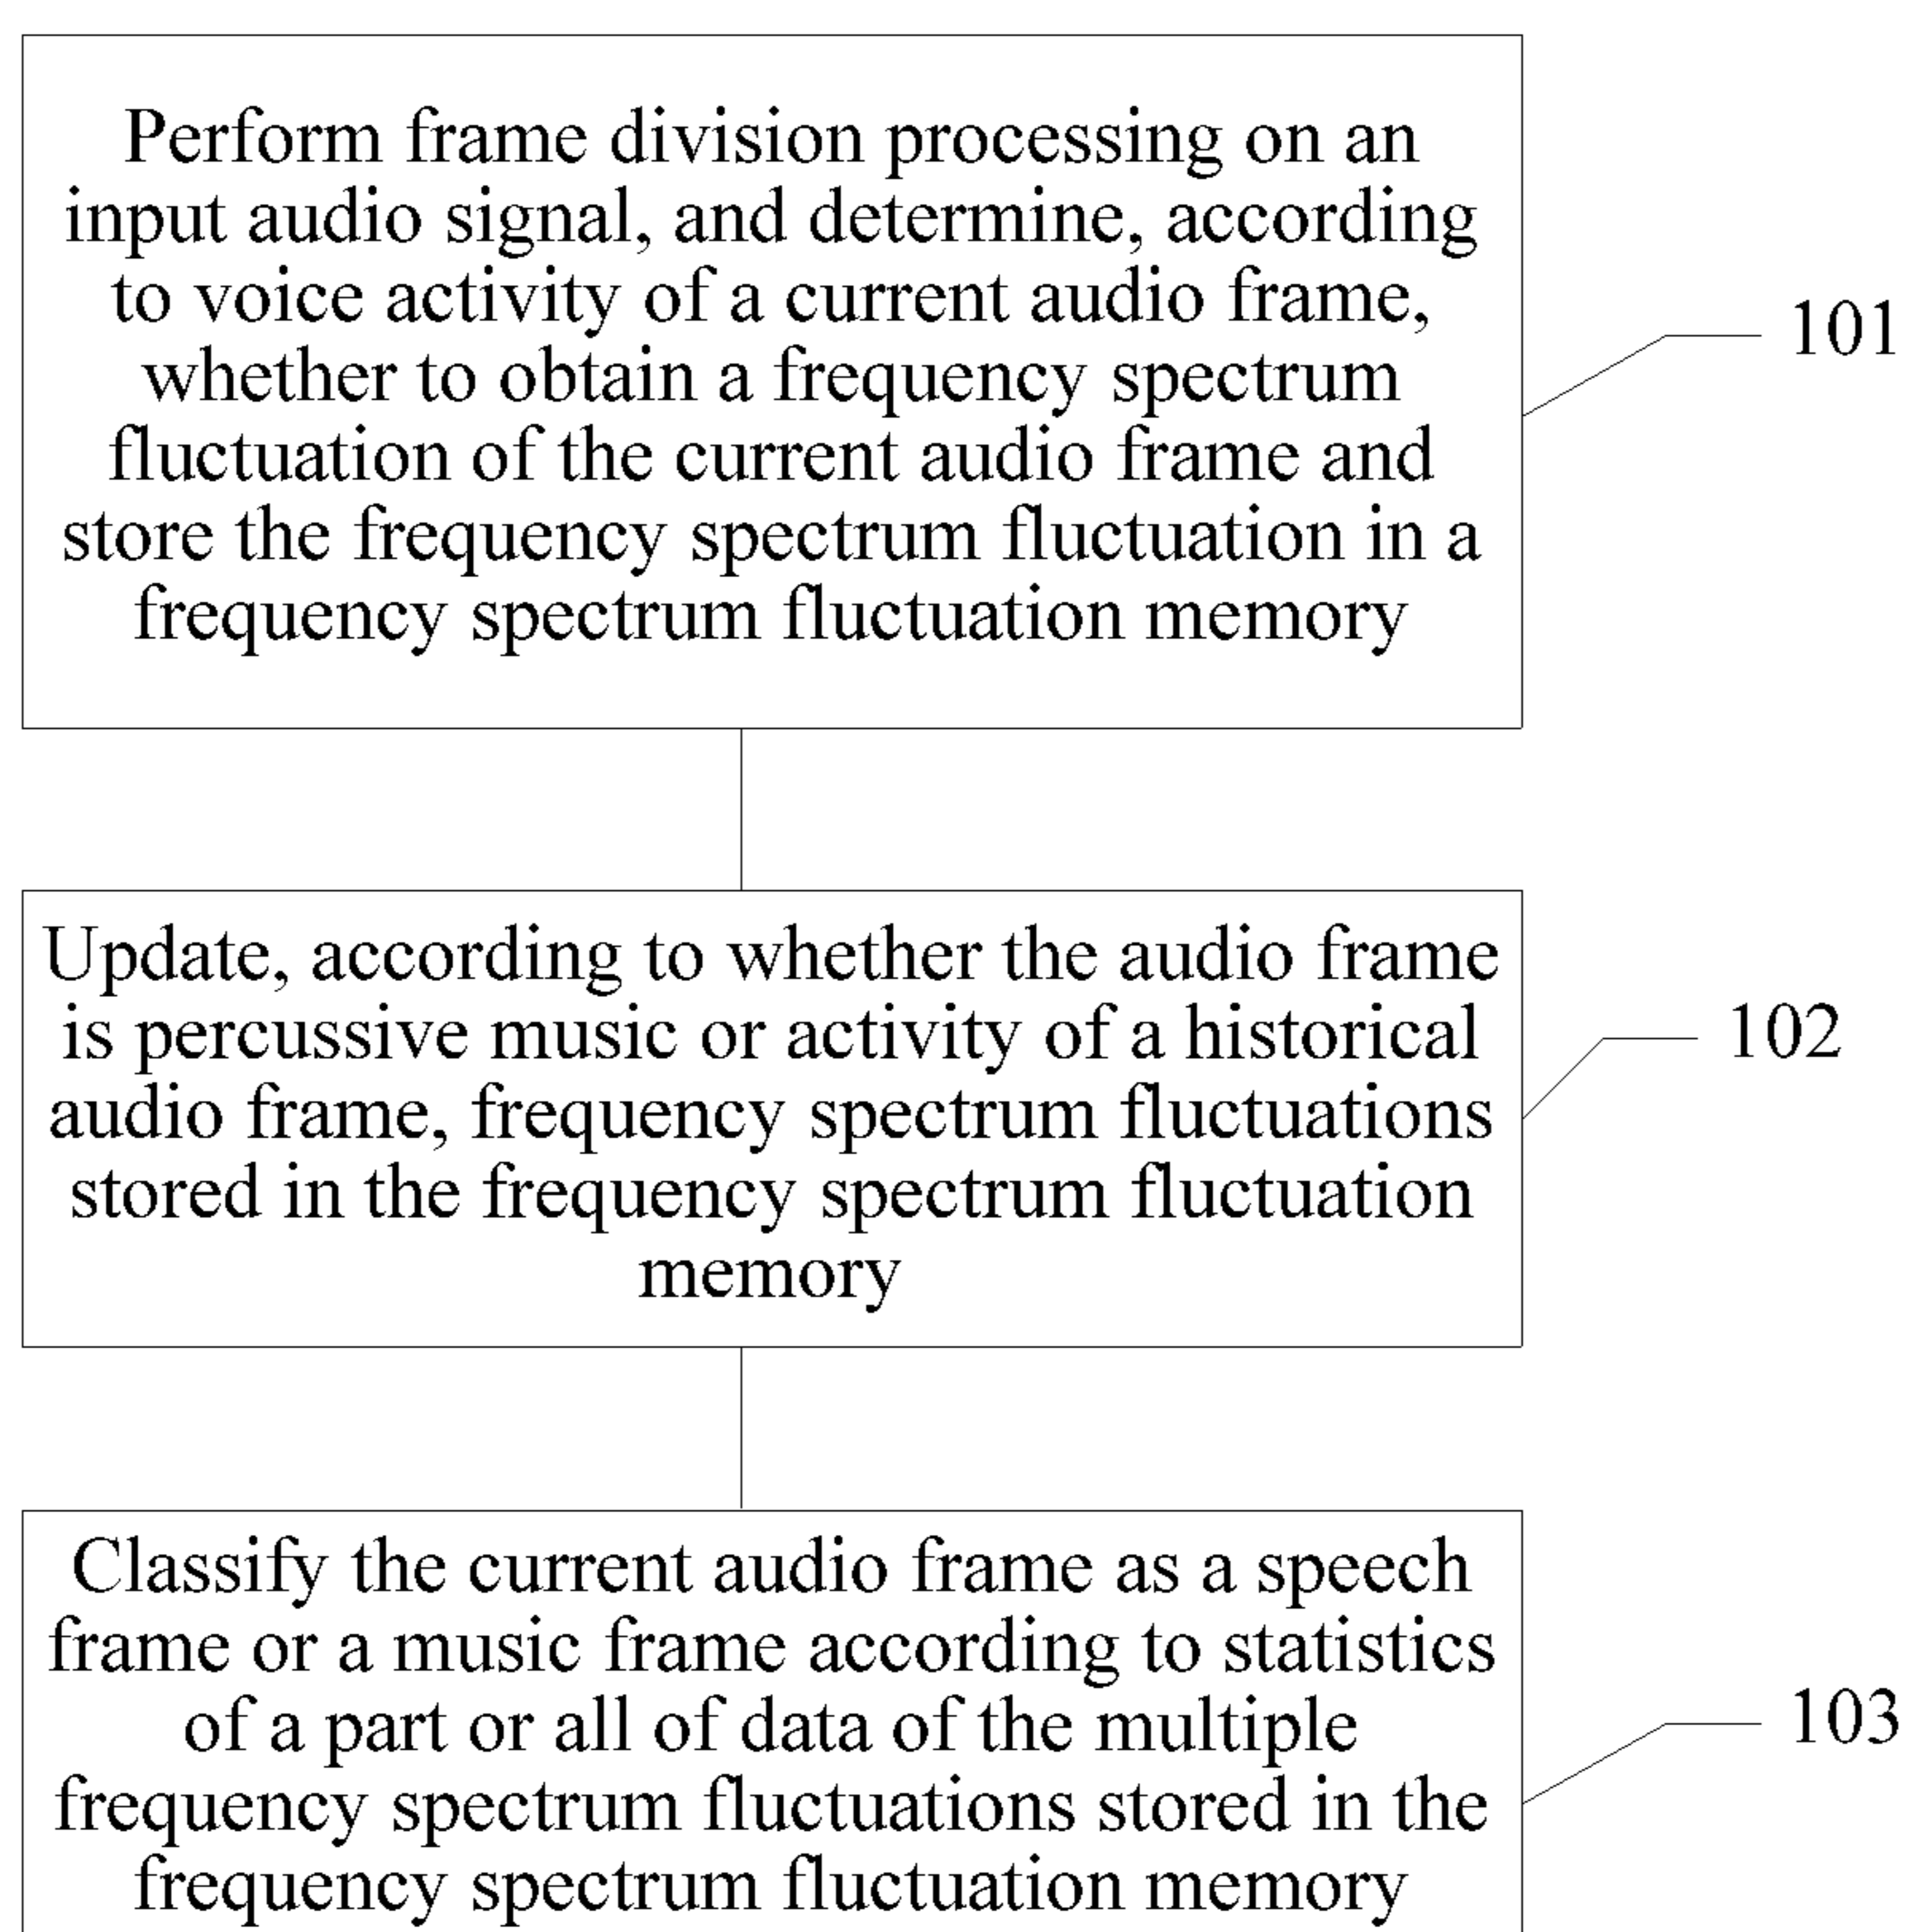 Perform frame division processing on an
input audio signal, and determine, according
to voice activity of a current audio frame,
whether to obtain a frequency spectrum
fluctuation of the current audio frame and
store the frequency spectrum fluctuation in a
frequency spectrum fluctuation memory
101
Update, according to whether the audio frame
is percussive music or activity of a historical
audio frame, frequency spectrum fluctuations
stored in the frequency spectrum fluctuation
memory
102
Classify the current audio frame as a speech
frame or a music frame according to statistics
of a part or all of data of the multiple
frequency spectrum fluctuations stored in the
frequency spectrum fluctuation memory
103